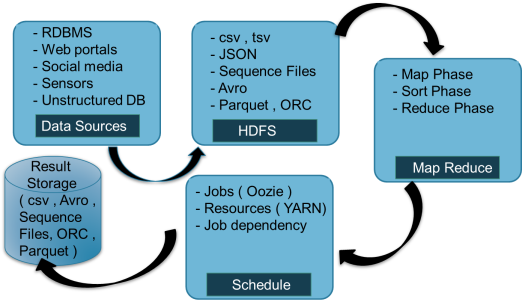 - RDBMS
- Web portals
- Social media
- Sensors
- Unstructured DB
Data Sources
- csv , tsv
- JSON
- Sequence Files
- Avro
- Parquet , ORC
HDFS
- Map Phase
- Sort Phase
- Reduce Phase
Map Reduce
- Jobs ( Oozie )
- Resources ( YARN )
- Job dependency
Schedule
Result
Storage
( csv , Avro ,
Sequence
Files, ORC ,
Parquet )